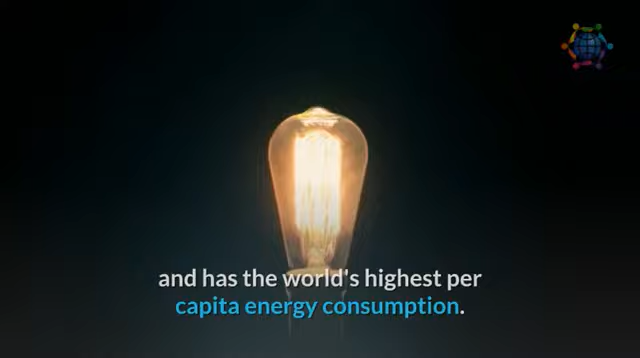 and has the world's highest per
capita energy consumption.